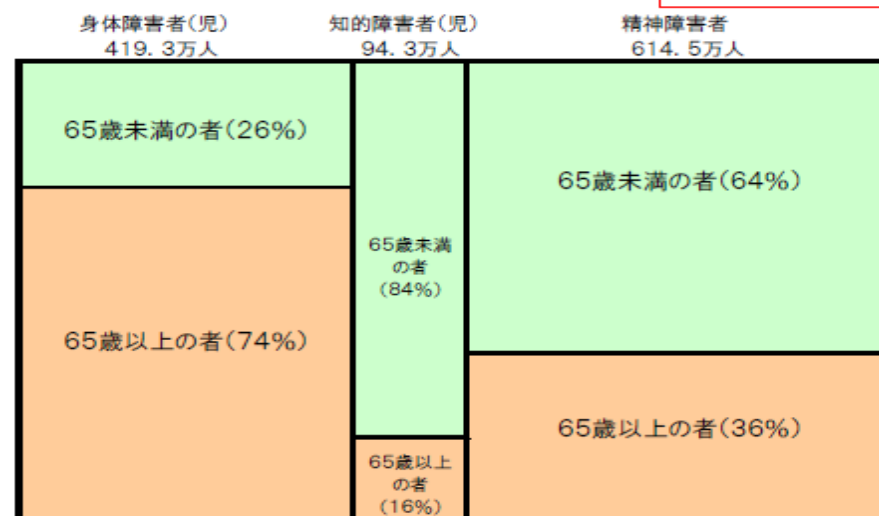 身体障害者(児)
419.3万人
知的障害者(児)
94.3万人
精神障害者
614.5万人
65歳未満の者(26%)
65歳以上の者(74%)
65歳未満
の者
(84%)
65歳以上
の者
(16%)
65歳未満の者(64%)
65歳以上の者(36%)